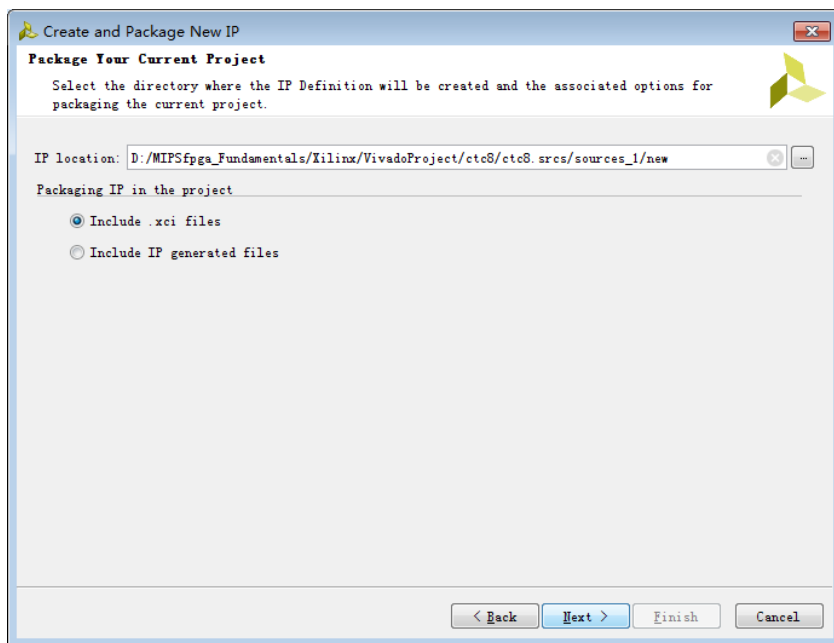 Create and Package New IP
Package Your Current Project
Select the directory where the IP Definition will be created and the associated options for
packaging the current project.
IP location: D:/MIPSfpga_Fundamentals/Xilinx/VivadoProject/ctc8/ctc8.srcs/sources_1/new
...
Packaging IP in the project
Include .xci files
Include IP generated files
< Back Next > Finish Cancel